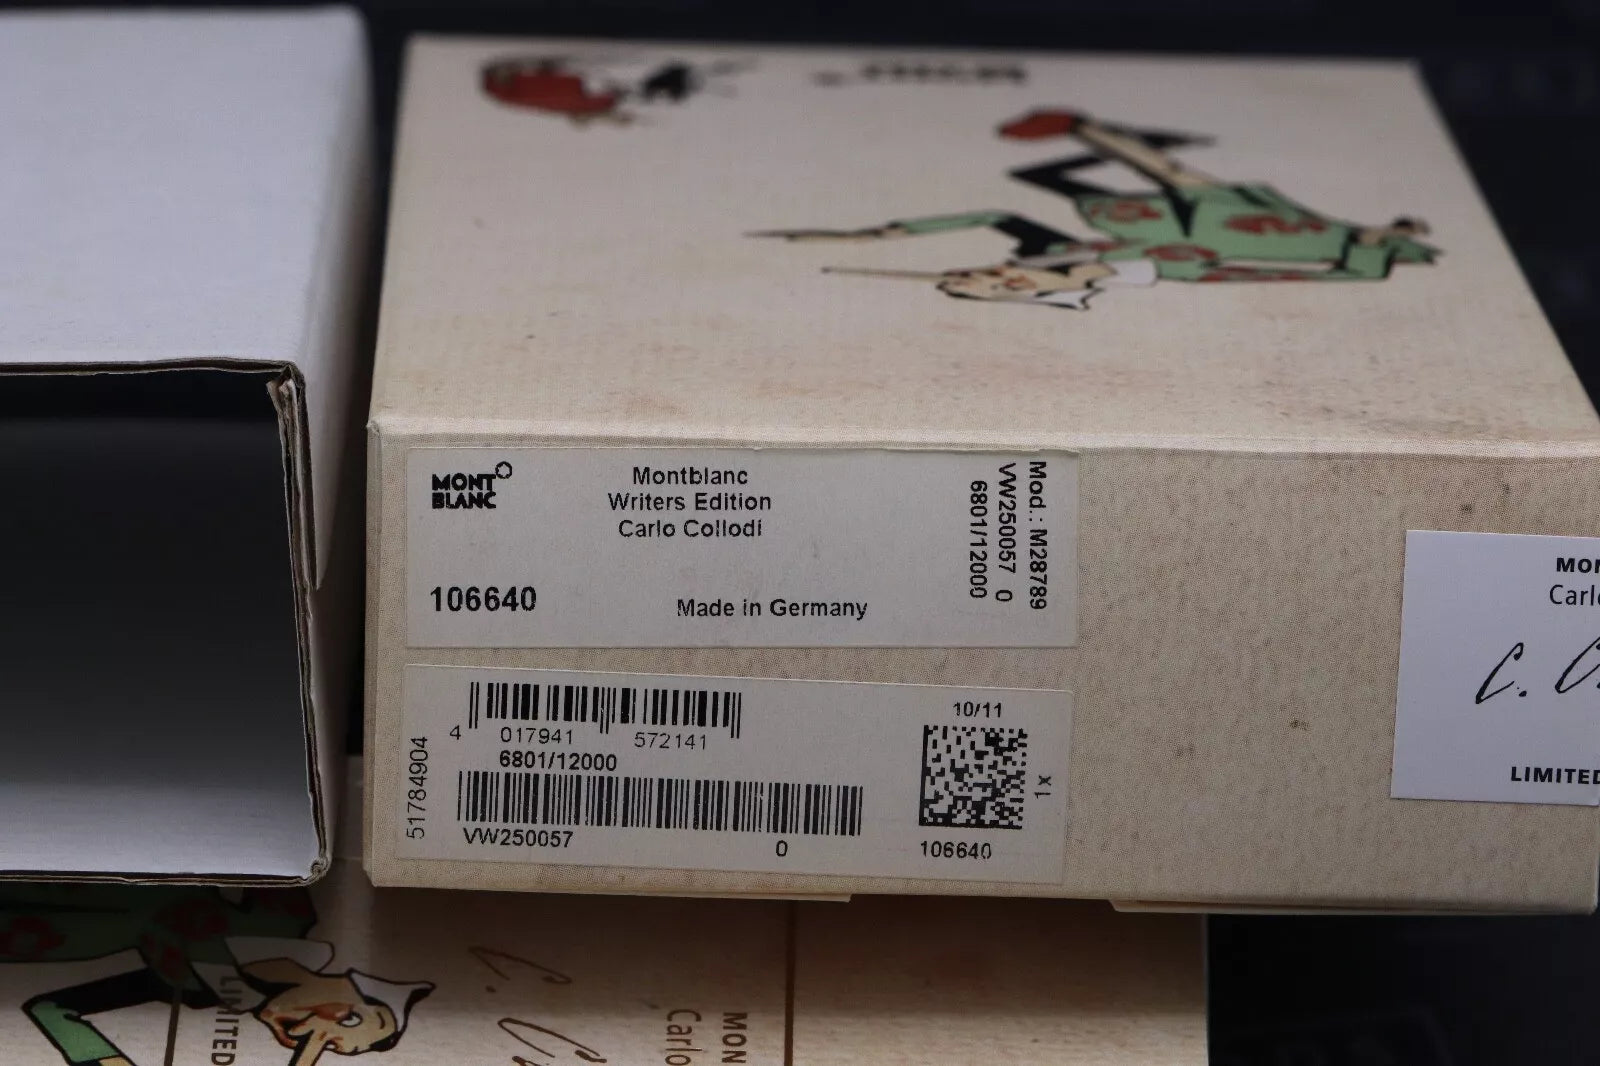 MONT
BLANC
Montblanc
Writers Edition
Carlo Collodi
106640
Made in Germany
Mod.: M28789
VW250057 0
6801/12000
4 017941 572141
6801/12000
51784904
VW250057 0
10/11
1 x
106640
MON
Carlo
C. C
LIMITED
LIMITED
C. C
MON
Carlo